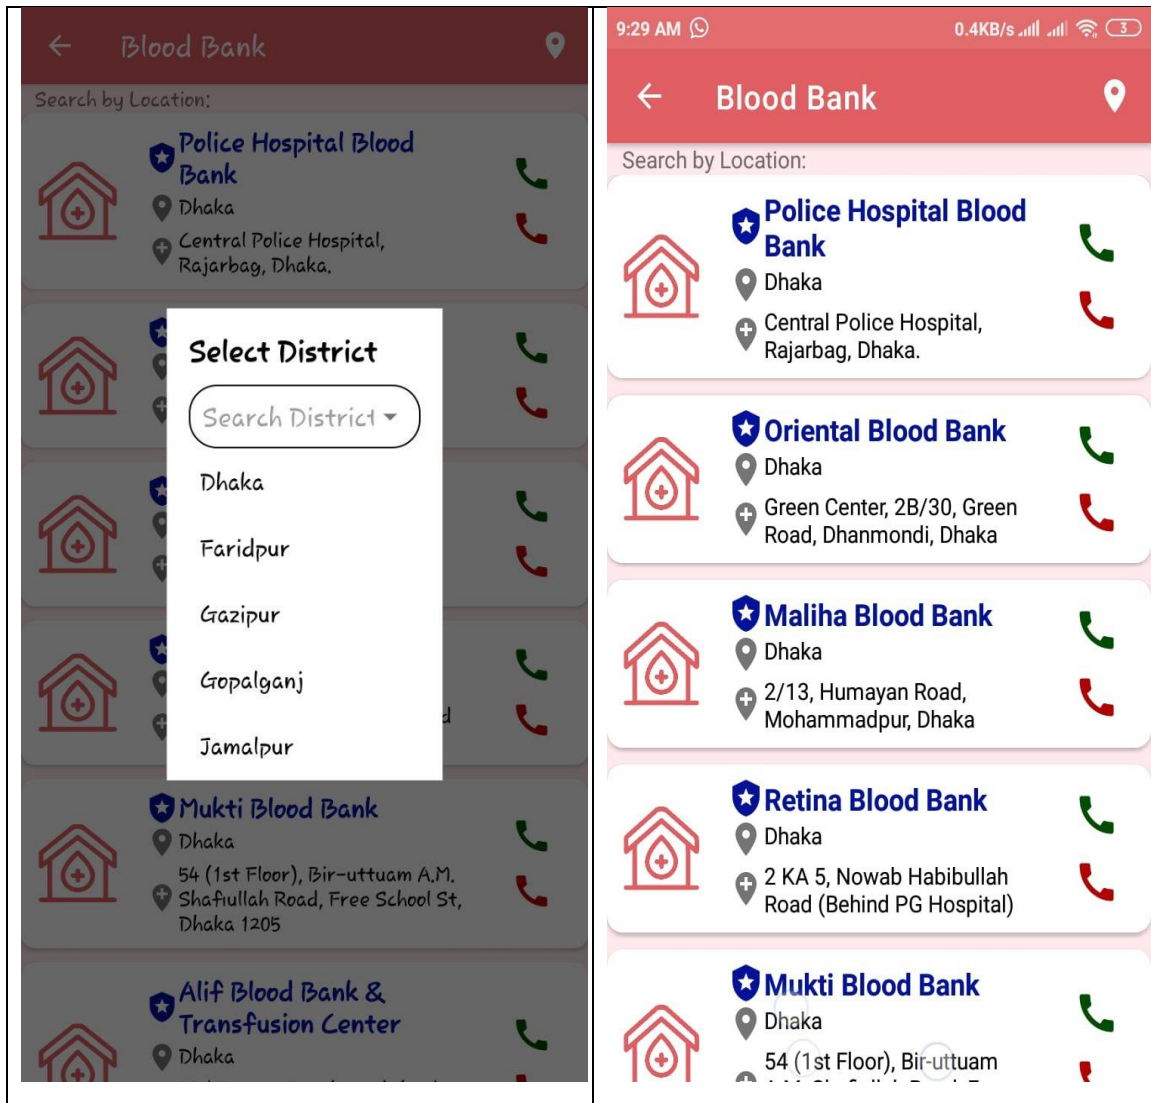 Blood Bank
Search by Location:
Police Hospital Blood
Bank
Dhaka
Central Police Hospital,
Rajarbag, Dhaka.
Select District
Search District
Dhaka
Faridpur
Gazipur
Gopalganj
Jamalpur
Mukti Blood Bank
Dhaka
54 (1st Floor), Bir-uttuam A.M.
Shafiullah Road, Free School St,
Dhaka 1205
Alif Blood Bank &
Transfusion Center
Dhaka
9:29 AM
0.4KB/s
3
Blood Bank
Search by Location:
Police Hospital Blood
Bank
Dhaka
Central Police Hospital,
Rajarbag, Dhaka.
Oriental Blood Bank
Dhaka
Green Center, 2B/30, Green
Road, Dhanmondi, Dhaka
Maliha Blood Bank
Dhaka
2/13, Humayan Road,
Mohammadpur, Dhaka
Retina Blood Bank
Dhaka
2 KA 5, Nowab Habibullah
Road (Behind PG Hospital)
Mukti Blood Bank
Dhaka
54 (1st Floor), Bir-uttuam